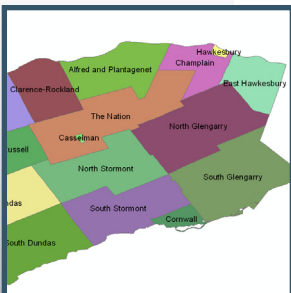 Hawkesbury
Champlain
Alfred and Plantagenet
East Hawkesbury
Clarence-Rockland
The Nation
North Glengarry
Casselman
ussell
North Stormont
South Glengarry
das
South Stormont
Cornwall
South Dundas